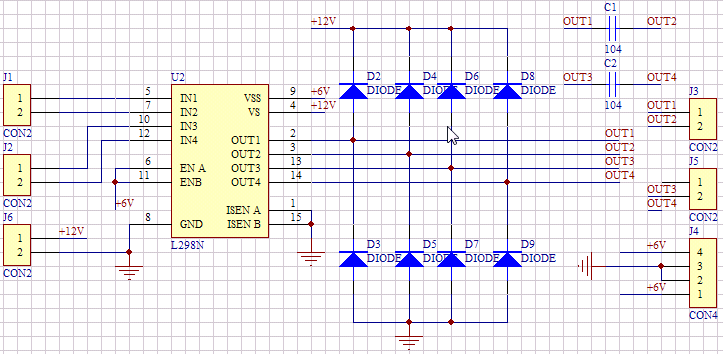 C1
+12V OUT1 OUT2
104
J1 U2 D2 D4 D6 D8 C2
OUT3 OUT4
1 5 IN1 VSS 9 +6V DIODE DIODE DIODE DIODE J3
2 7 IN2 VS 4 +12V 104 OUT1 1
10 IN3 OUT2 2
CON2 12 IN4 OUT1 2 OUT1 CON2
J2 OUT2 3 OUT2
1 6 EN A OUT3 13 OUT3 J5
2 11 ENB OUT4 14 OUT4 1
CON2 OUT3 2
+6V ISEN A 1 OUT4
J6 8 GND ISEN B 15 CON2
1 +12V L298N D3 D5 D7 D9 J4
2 DIODE DIODE DIODE DIODE +6V 4
CON2 3
2
+6V 1
CON4